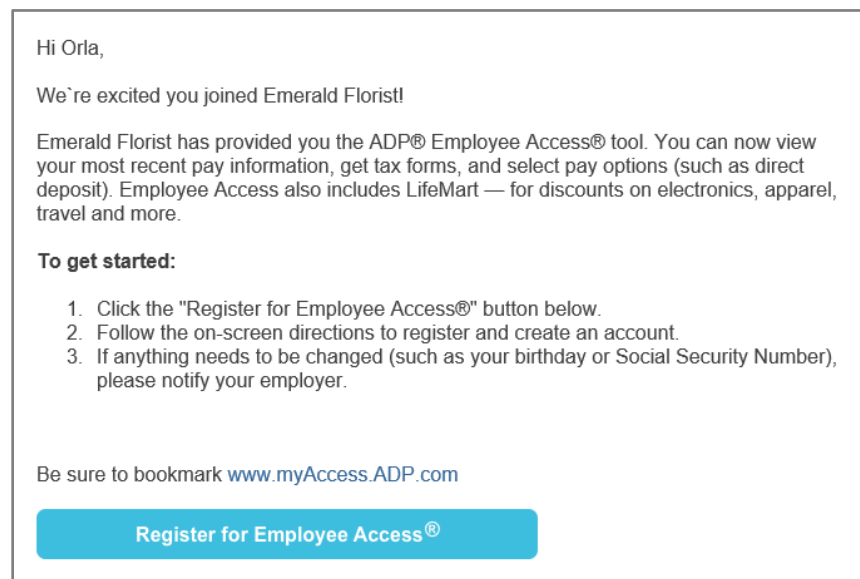 Hi Orla,
We`re excited you joined Emerald Florist!
Emerald Florist has provided you the ADP® Employee Access® tool. You can now view
your most recent pay information, get tax forms, and select pay options (such as direct
deposit). Employee Access also includes LifeMart — for discounts on electronics, apparel,
travel and more.
To get started:
1. Click the "Register for Employee Access®" button below.
2. Follow the on-screen directions to register and create an account.
3. If anything needs to be changed (such as your birthday or Social Security Number),
please notify your employer.
Be sure to bookmark www.myAccess.ADP.com
Register for Employee Access®